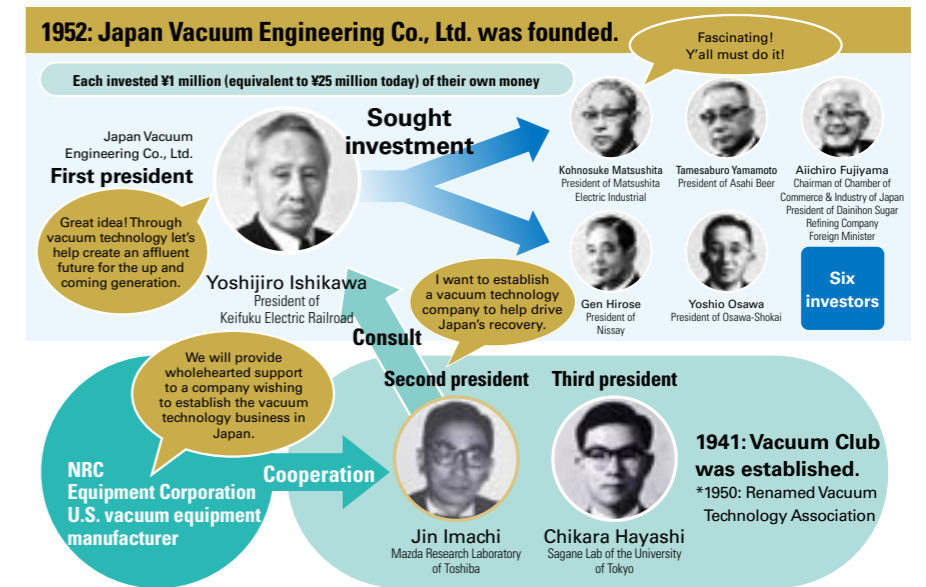 1952: Japan Vacuum Engineering Co., Ltd. was founded.
Fascinating!
Y'all must do it!
Each invested ¥1 million (equivalent to ¥25 million today) of their own money
Japan Vacuum
Engineering Co., Ltd.
First president
Sought
investment
Great idea! Through
vacuum technology let's
help create an affluent
future for the up and
coming generation.
Yoshijiro Ishikawa
President of
Keifuku Electric Railroad
Kohnosuke Matsushita
President of Matsushita
Electric Industrial
Tamesaburo Yamamoto
President of Asahi Beer
Aiichiro Fujiyama
Chairman of Chamber of
Commerce & Industry of Japan
President of Dainihon Sugar
Refining Company
Foreign Minister
Gen Hirose
President of
Nissay
Yoshio Osawa
President of Osawa-Shokai
Six
investors
I want to establish
a vacuum technology
company to help drive
Japan's recovery.
Consult
We will provide
wholehearted support
to a company wishing
to establish the vacuum
technology business in
Japan.
NRC
Equipment Corporation
U.S. vacuum equipment
manufacturer
Cooperation
Second president
Jin Imachi
Mazda Research Laboratory
of Toshiba
Third president
Chikara Hayashi
Sagane Lab of the University
of Tokyo
1941: Vacuum Club
was established.
*1950: Renamed Vacuum
Technology Association